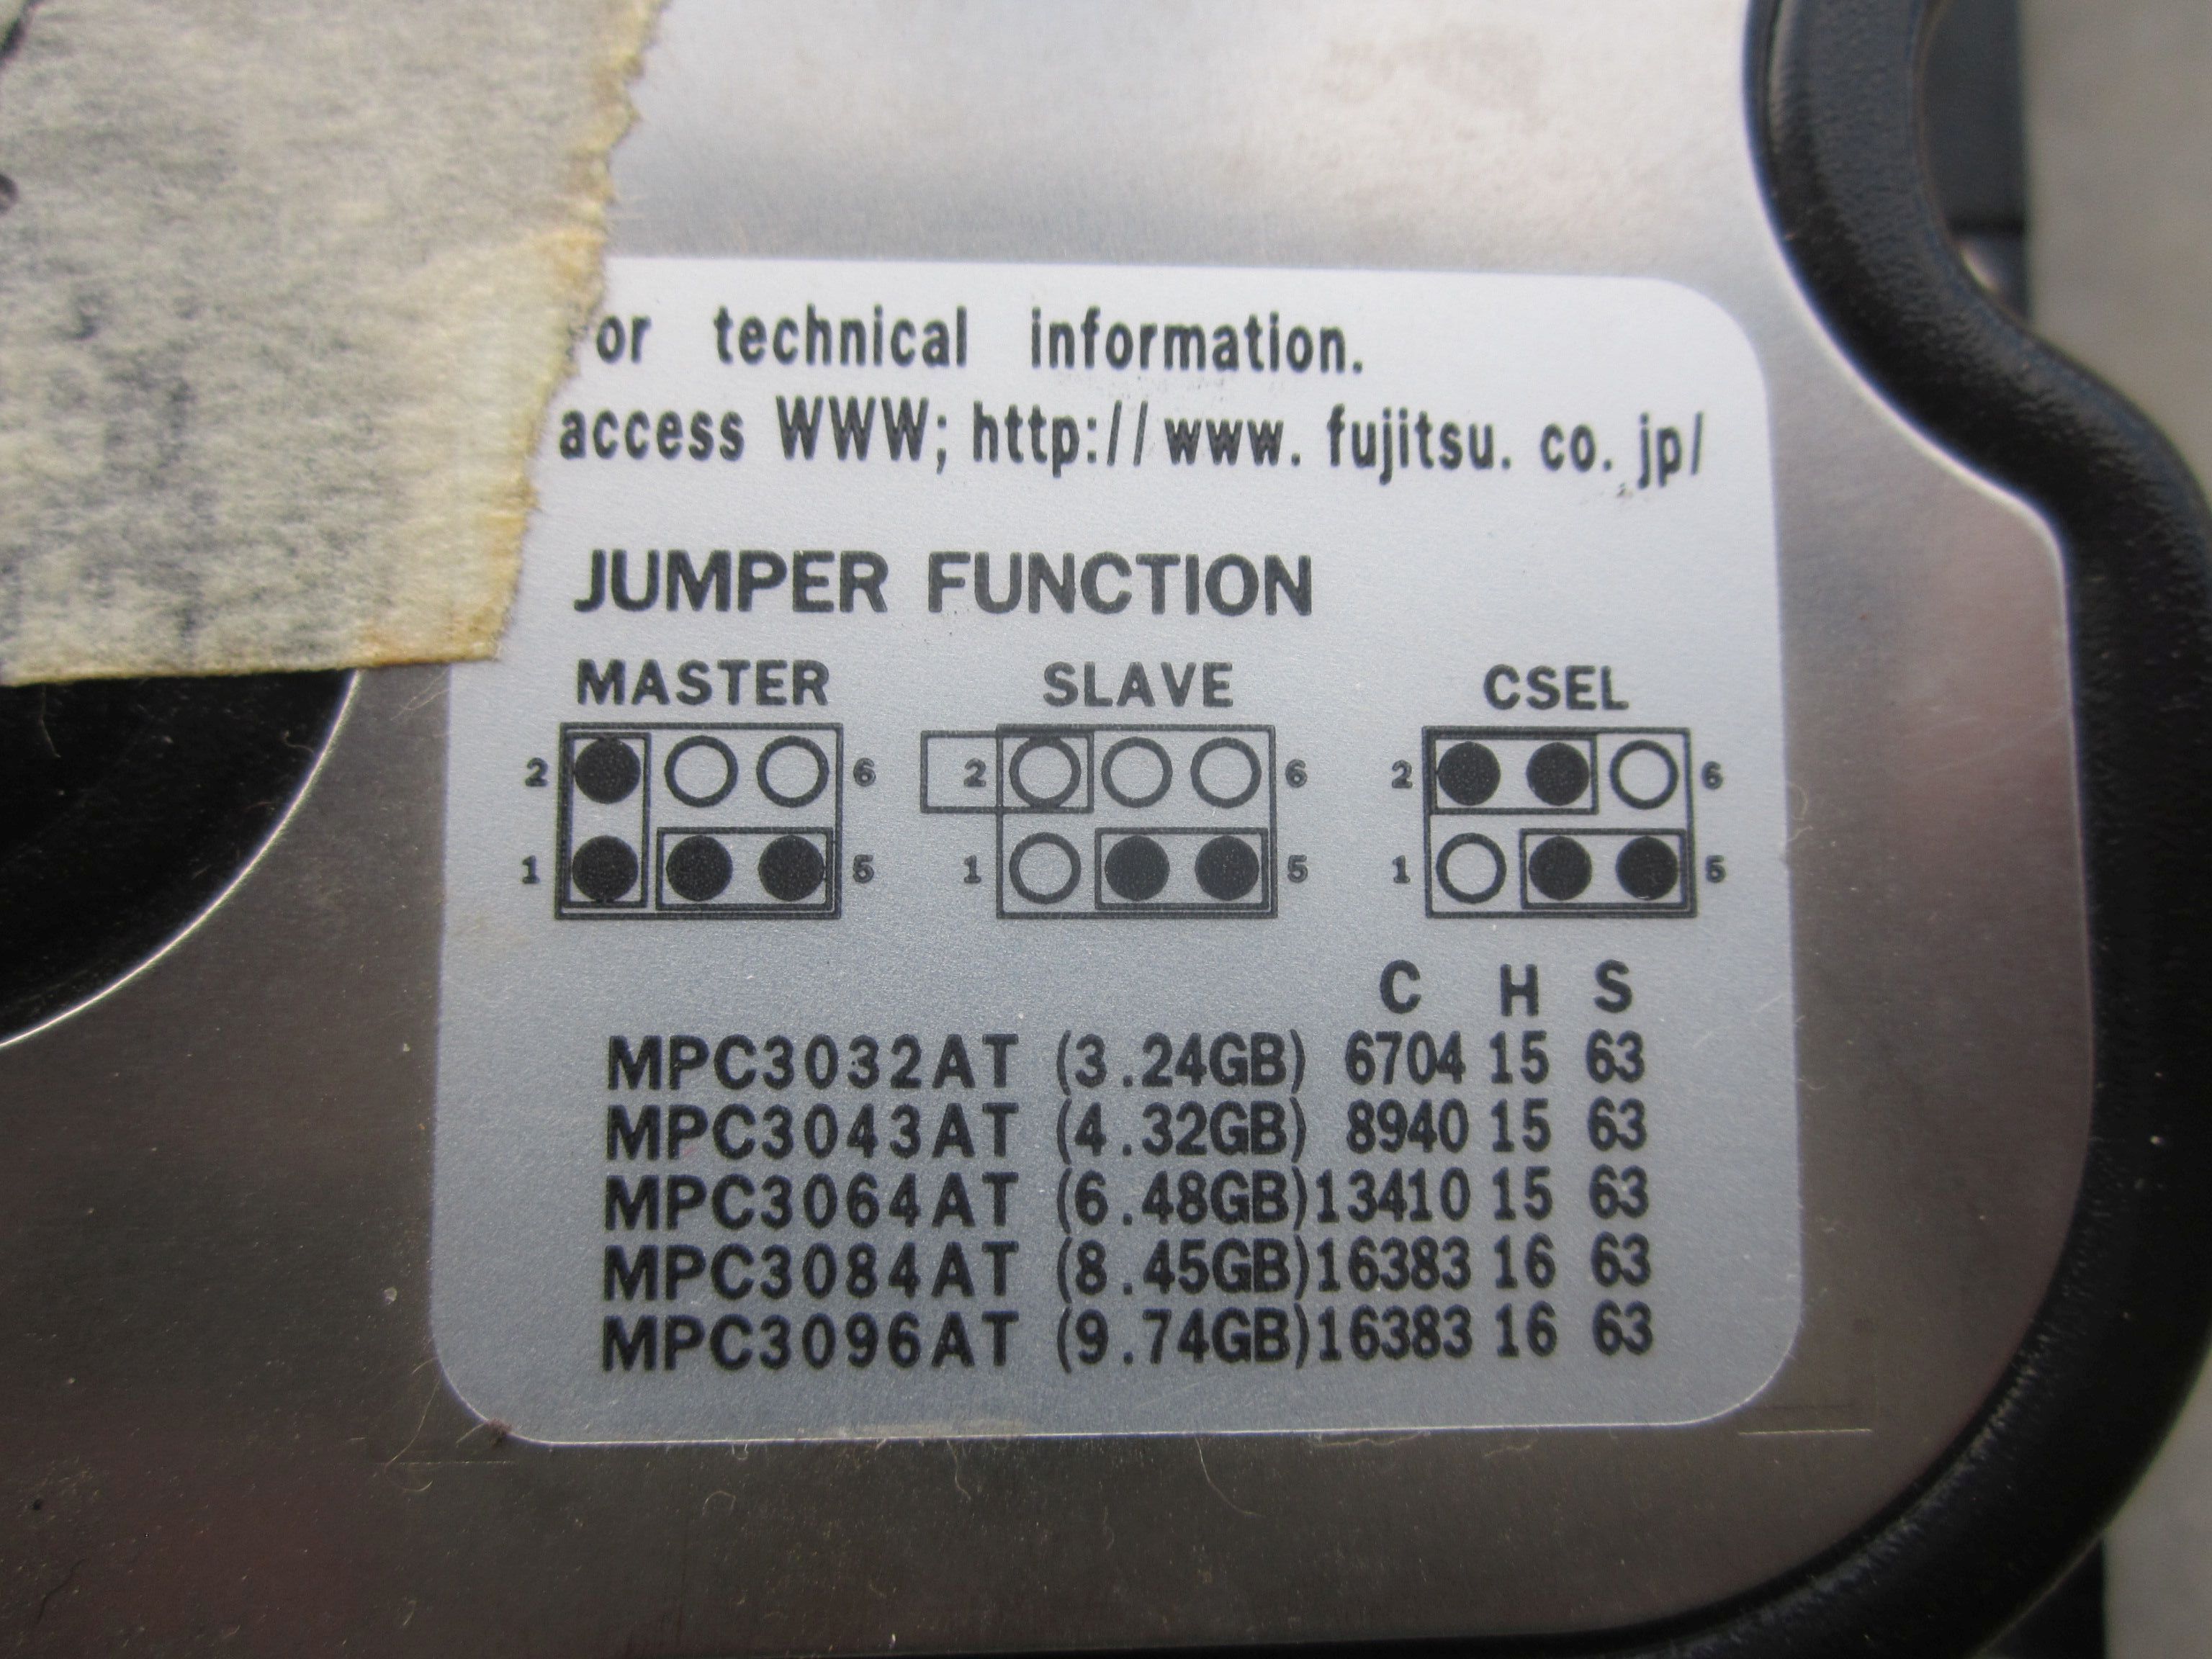 or technical information.
access WWW; http://www. fujitsu. co. jp/
JUMPER FUNCTION
MASTER SLAVE CSEL
2 6 2 6 2 6
1 5 1 5 1 5
C H S
MPC3032AT (3.24GB) 6704 15 63
MPC3043AT (4.32GB) 8940 15 63
MPC3064AT (6.48GB)13410 15 63
MPC3084AT (8.45GB)16383 16 63
MPC3096AT (9.74GB)16383 16 63